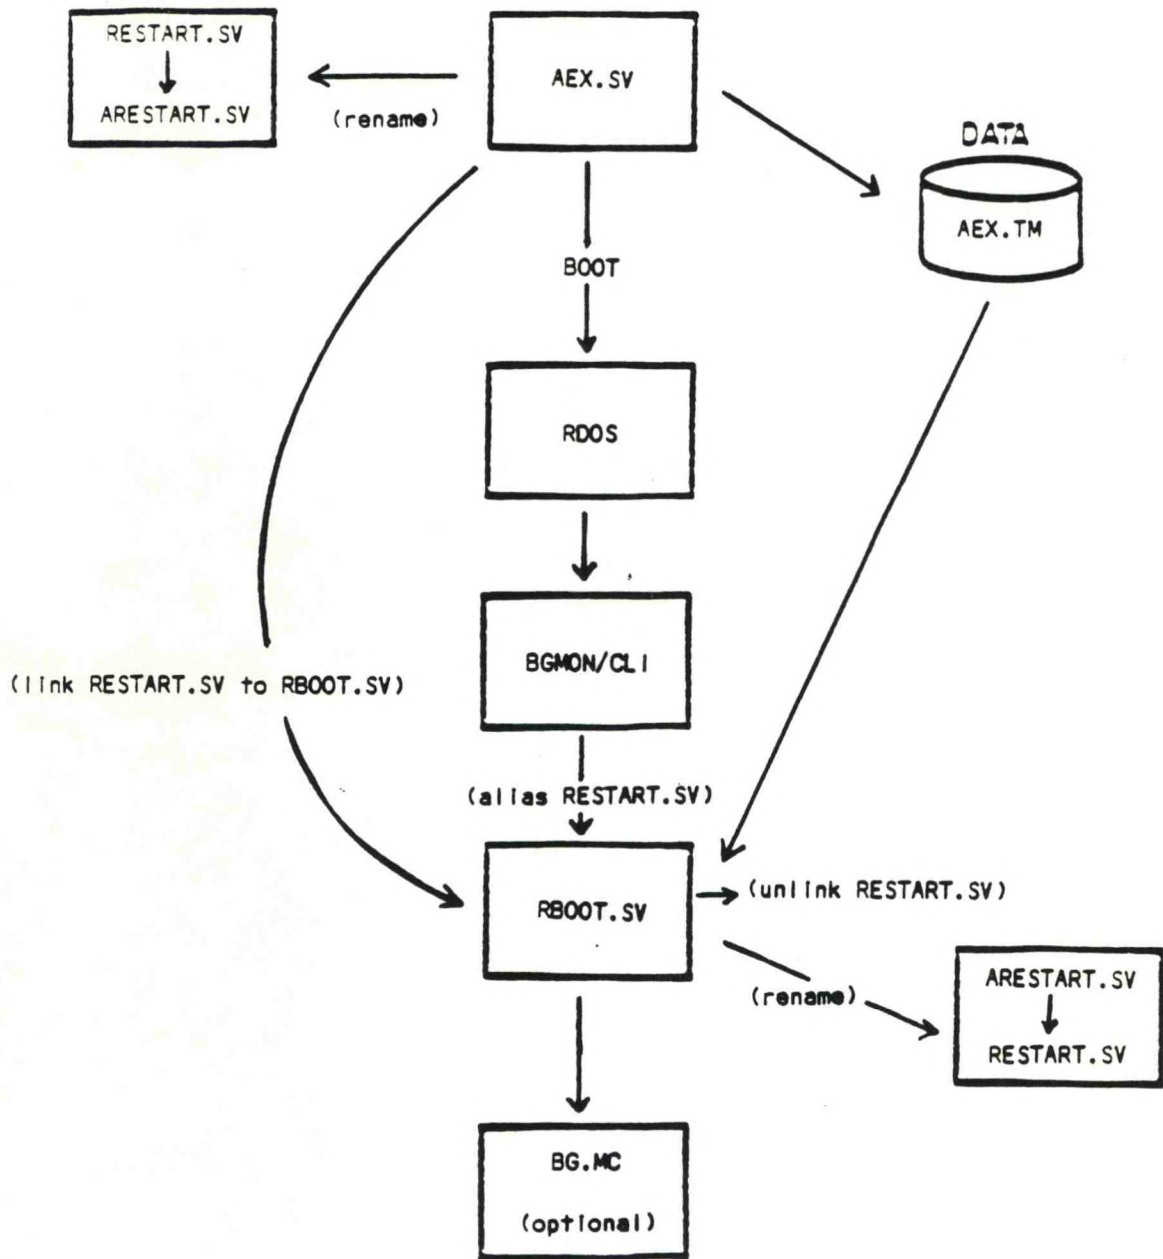 RESTART.SV
ARESTART.SV
(rename)
AEX.SV
DATA
AEX.TM
BOOT
RDOS
BGMON/CLI
(link RESTART.SV to RBOOT.SV)
(alias RESTART.SV)
RBOOT.SV
(unlink RESTART.SV)
(rename)
ARESTART.SV
RESTART.SV
BG.MC
(optional)